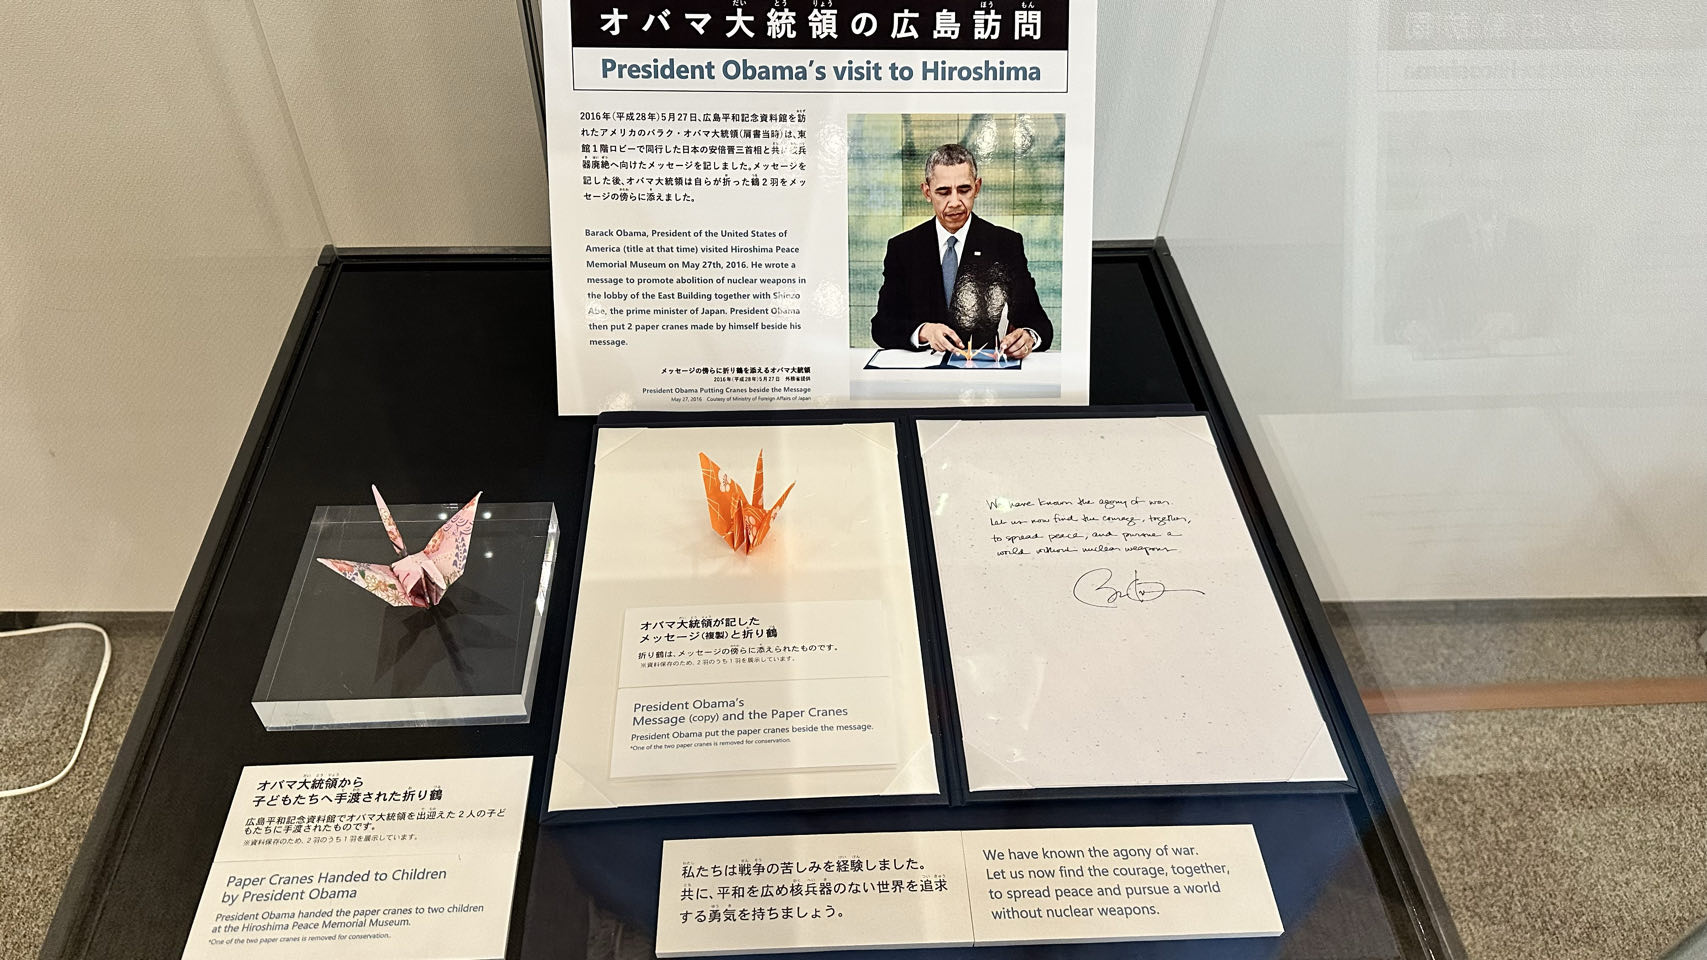 オバマ大統領の広島訪問
President Obama's visit to Hiroshima
2016年(平成28年)5月27日、広島平和記念資料館を訪
れたアメリカのバラク・オバマ大統領(肩書当時)は、東
館1階ロビーで同行した日本の安倍晋三首相と共に核兵
器廃絶へ向けたメッセージを記しました。メッセージを
記した後、オバマ大統領は自らが折った鶴2羽をメッ
セージの傍らに添えました。
Barack Obama, President of the United States of
America (title at that time) visited Hiroshima Peace
Memorial Museum on May 27th, 2016. He wrote a
message to promote abolition of nuclear weapons in
the lobby of the East Building together with Shinzo
Abe, the prime minister of Japan. President Obama
then put 2 paper cranes made by himself beside his
message.
メッセージの傍らに折り鶴を添えるオバマ大統領
2016年(平成28年)5月27日 外務省提供
President Obama Putting Cranes beside the Message
May 27, 2016 Coutesy of Ministry of Foreign Affairs of Japan
We have known the agony of war.
Let us now find the courage, together,
to spread peace, and pursue a
world without nuclear weapons.
オバマ大統領が記した
メッセージ(複製)と折り鶴
折り鶴は、メッセージの傍らに添えられたものです。
※資料保存のため、2羽のうち1羽を展示しています。
President Obama's
Message (copy) and the Paper Cranes
President Obama put the paper cranes beside the message.
*One of the two paper cranes is removed for conservation.
オバマ大統領から
子どもたちへ手渡された折り鶴
広島平和記念資料館でオバマ大統領を出迎えた2人の子ど
もたちに手渡されたものです。
※資料保存のため、2羽のうち1羽を展示しています。
Paper Cranes Handed to Children
by President Obama
President Obama handed the paper cranes to two children
at the Hiroshima Peace Memorial Museum.
*One of the two paper cranes is removed for conservation.
私たちは戦争の苦しみを経験しました。
共に、平和を広め核兵器のない世界を追求
する勇気を持ちましょう。
We have known the agony of war.
Let us now find the courage, together,
to spread peace and pursue a world
without nuclear weapons.